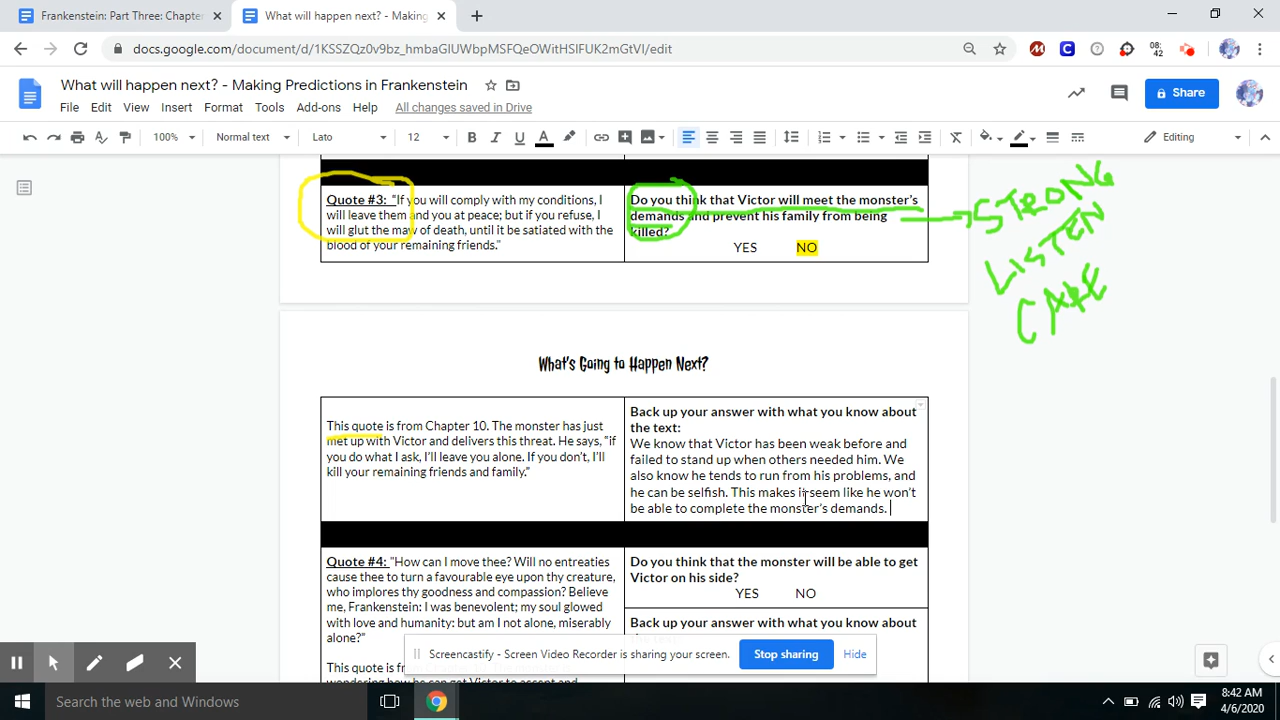 Frankenstein: Part Three: Chapter
What will happen next? - Making
docs.google.com/document/d/1KSSZQz0v9bz_hmbaGIUWbpMSFQeOWitHSIFUK2mGtVI/edit
08:
42
What will happen next? - Making Predictions in Frankenstein
File Edit View Insert Format Tools Add-ons Help All changes saved in Drive
Share
100% Normal text Lato 12 Editing
Quote #3: "If you will comply with my conditions, I
will leave them and you at peace; but if you refuse, I
will glut the maw of death, until it be satiated with the
blood of your remaining friends."
Do you think that Victor will meet the monster's
demands and prevent his family from being
killed?
YES NO
STRONG
LISTEN
CARE
What's Going to Happen Next?
This quote is from Chapter 10. The monster has just
met up with Victor and delivers this threat. He says, "if
you do what I ask, I'll leave you alone. If you don't, I'll
kill your remaining friends and family."
Back up your answer with what you know about
the text:
We know that Victor has been weak before and
failed to stand up when others needed him. We
also know he tends to run from his problems, and
he can be selfish. This makes it seem like he won't
be able to complete the monster's demands.
Quote #4: "How can I move thee? Will no entreaties
cause thee to turn a favourable eye upon thy creature,
who implores thy goodness and compassion? Believe
me, Frankenstein: I was benevolent; my soul glowed
with love and humanity: but am I not alone, miserably
alone?"
This quote is from
Do you think that the monster will be able to get
Victor on his side?
YES NO
Back up your answer with what you know about
Screencastify - Screen Video Recorder is sharing your screen.
Stop sharing
Hide
Search the web and Windows
8:42 AM
4/6/2020